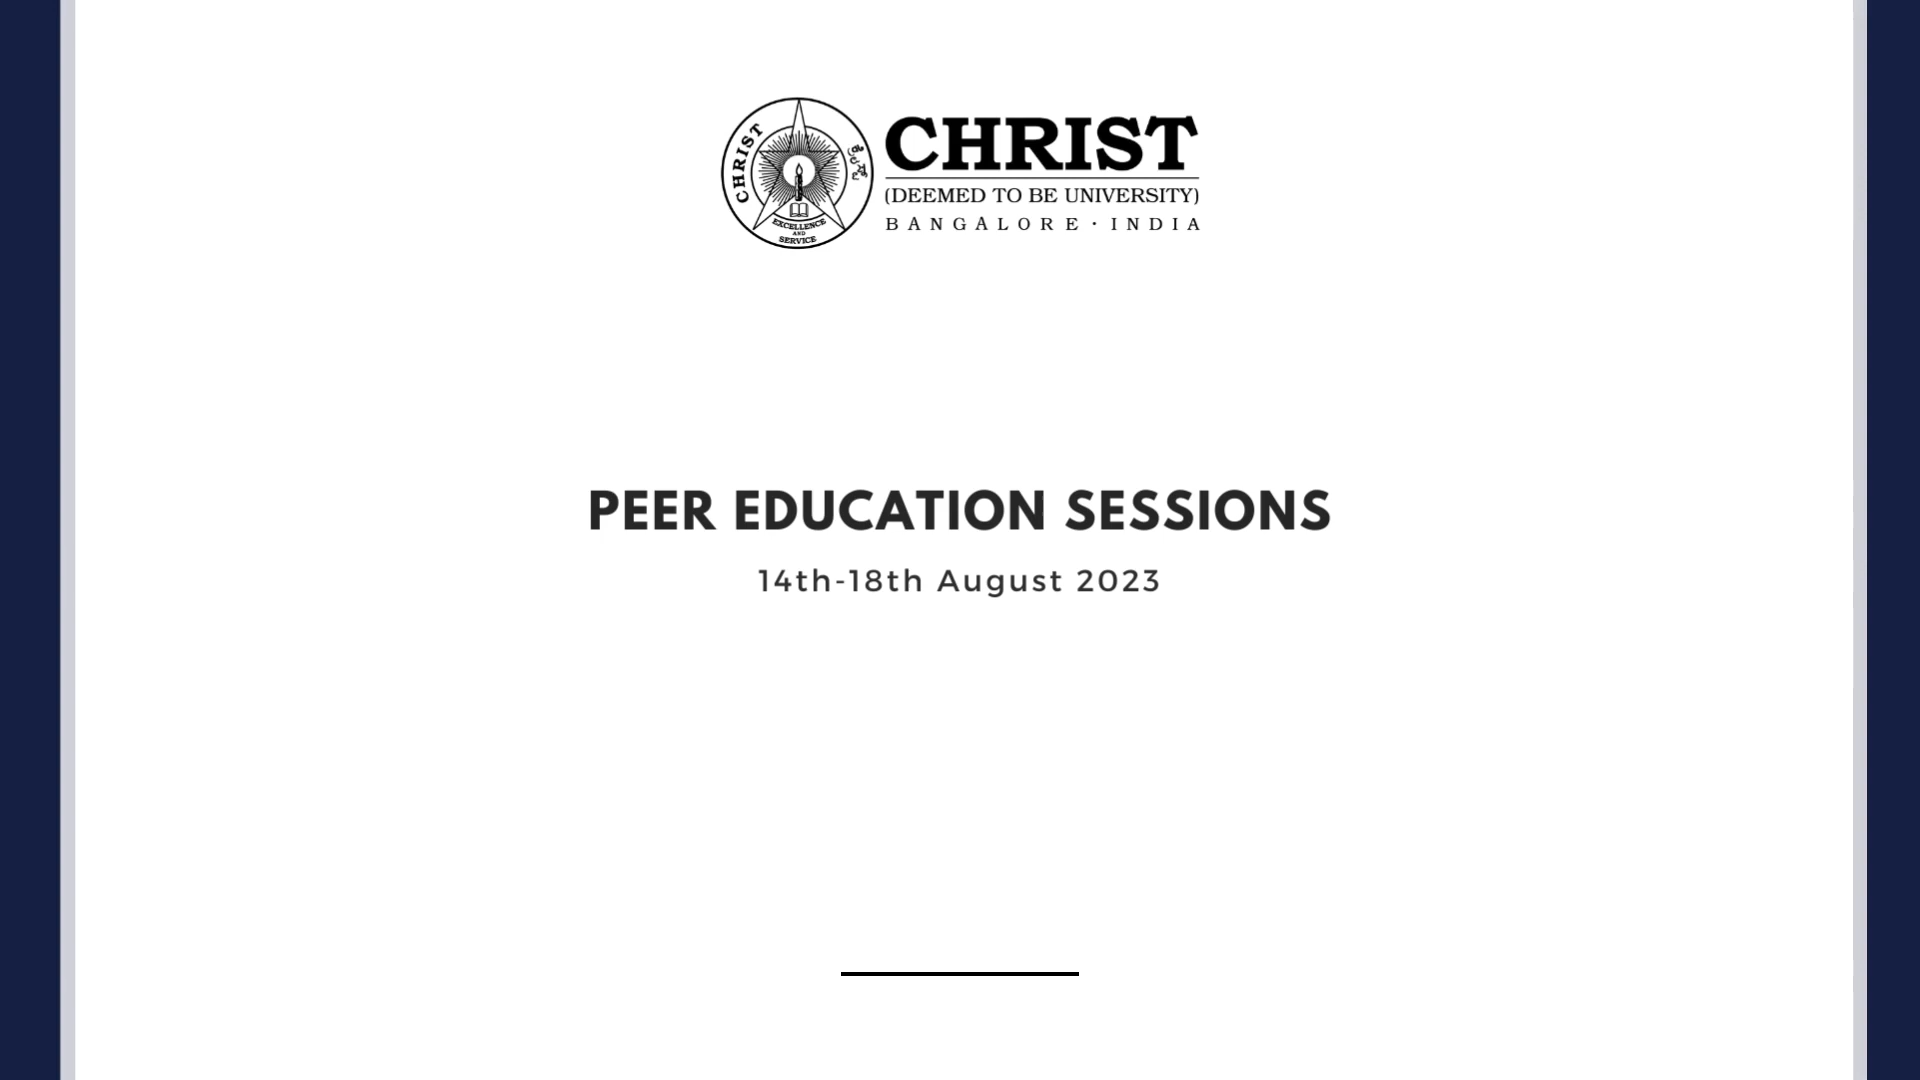 CHRIST
EXCELLENCE
AND
SERVICE
CHRIST
(DEEMED TO BE UNIVERSITY)
BANGALORE · INDIA
PEER EDUCATION SESSIONS
14th-18th August 2023